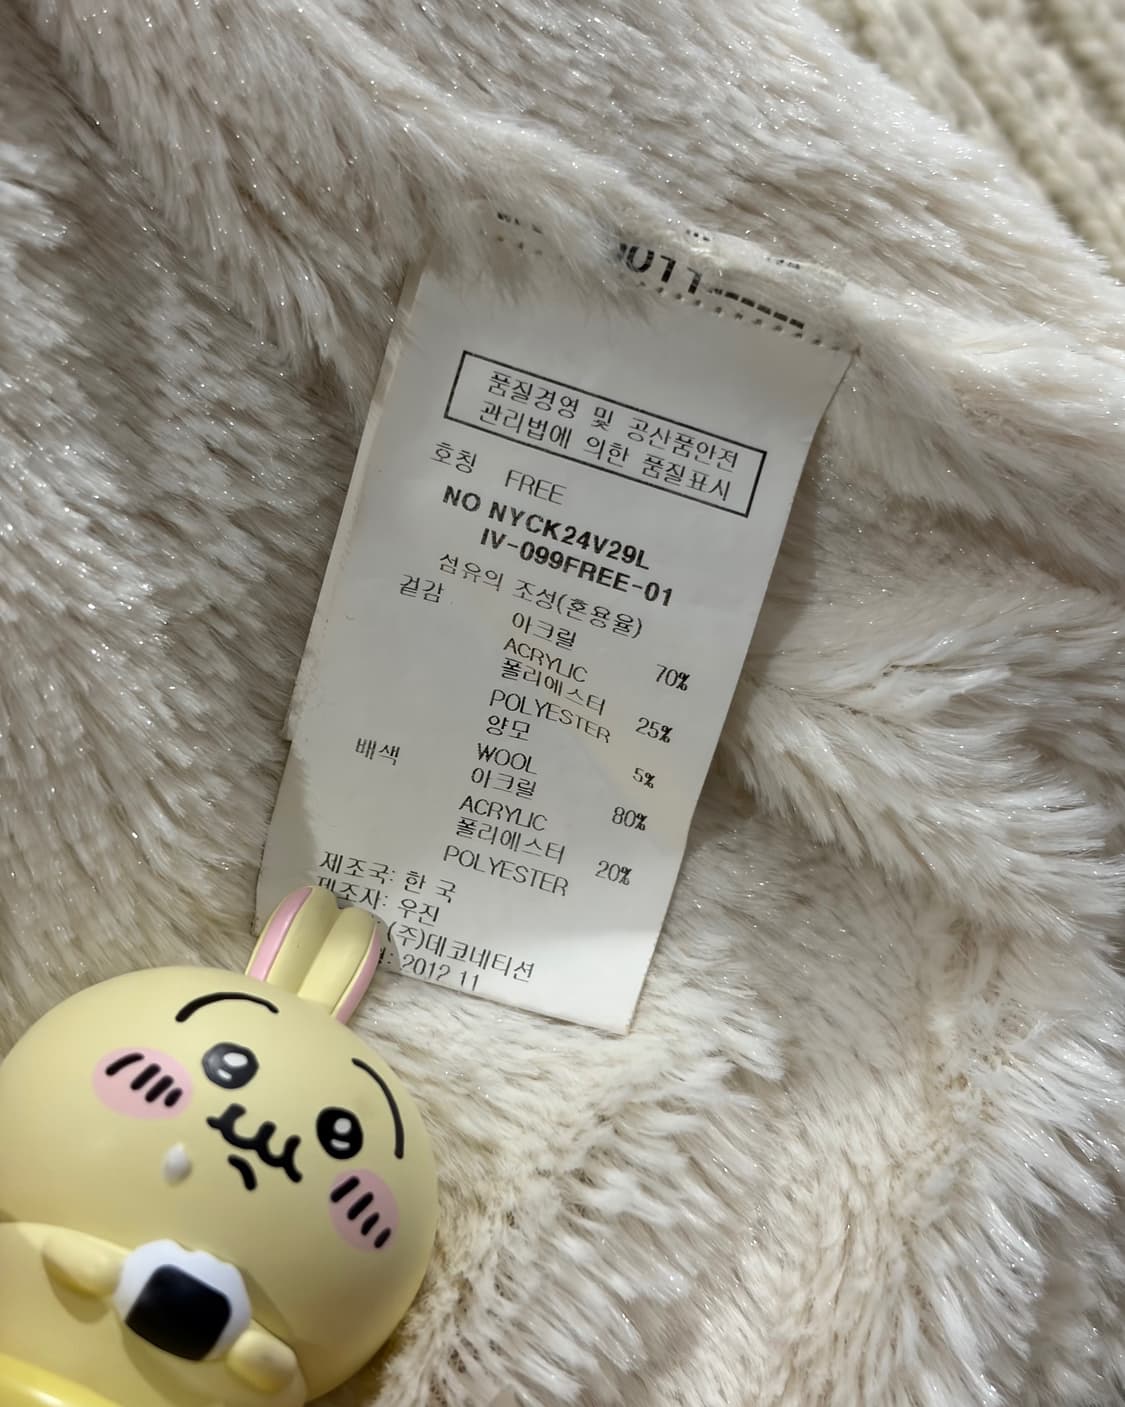 품질경영 및 공산품안전
관리법에 의한 품질표시
호칭 FREE
NO NYCK24V29L
IV-099FREE-01
섬유의 조성(혼용율)
겉감
아크릴
ACRYLIC 70%
폴리에스터
POLYESTER 25%
양모
WOOL 5%
배색
아크릴
ACRYLIC 80%
폴리에스터
POLYESTER 20%
제조국: 한 국
제조자: 우진
(주)데코네티션
2012 11